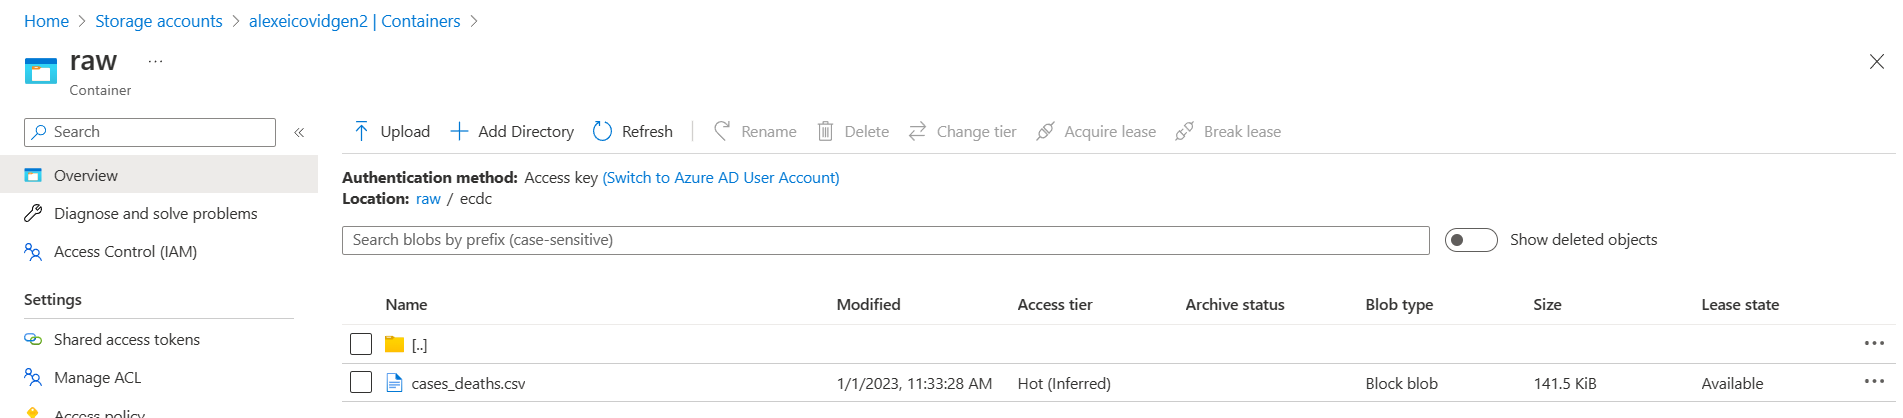 Home > Storage accounts > alexeicovidgen2 | Containers >
raw ...
Container
Search «
Overview
Diagnose and solve problems
Access Control (IAM)
Settings
Shared access tokens
Manage ACL
Access policy
Upload Add Directory Refresh Rename Delete Change tier Acquire lease Break lease
Authentication method: Access key (Switch to Azure AD User Account)
Location: raw / ecdc
Search blobs by prefix (case-sensitive) Show deleted objects
Name Modified Access tier Archive status Blob type Size Lease state
[..] ...
cases_deaths.csv 1/1/2023, 11:33:28 AM Hot (Inferred) Block blob 141.5 KiB Available ...